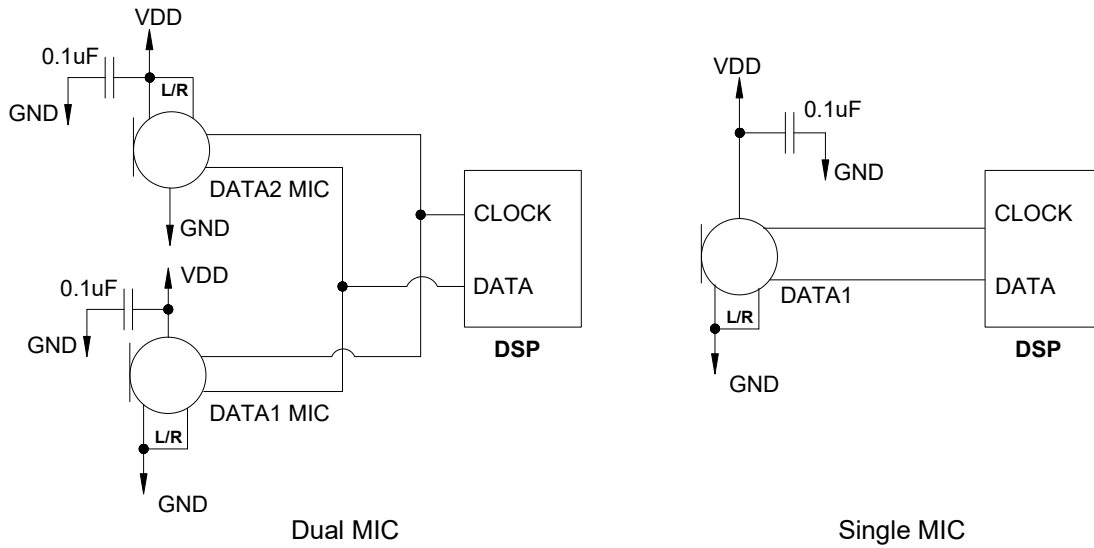 VDD
0.1uF
L/R
GND
DATA2 MIC
GND
CLOCK
DATA
DSP
VDD
0.1uF
GND
DATA1 MIC
L/R
GND
Dual MIC
VDD
0.1uF
GND
CLOCK
DATA1
DATA
L/R
DSP
GND
Single MIC